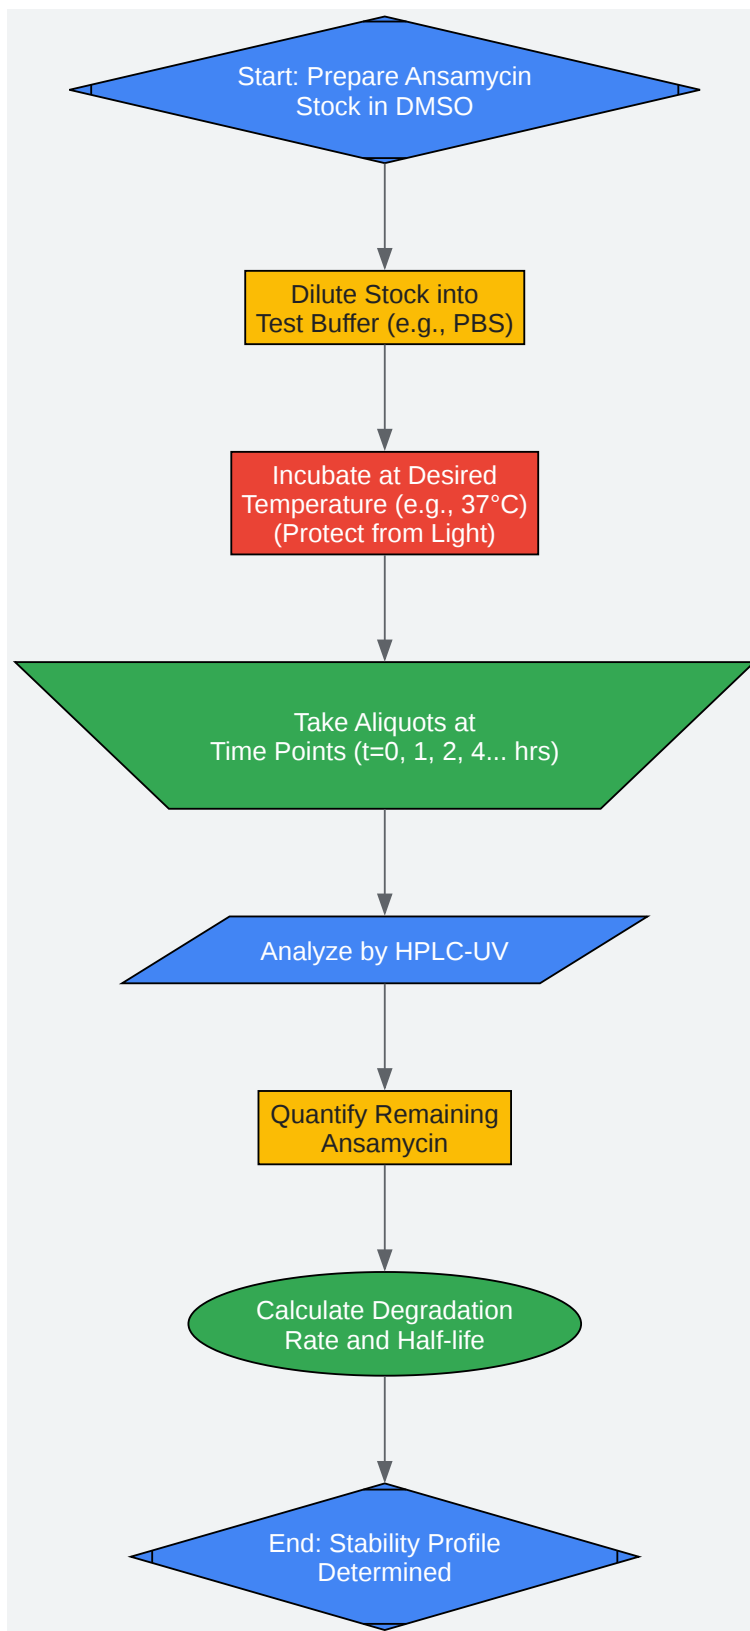 Start: Prepare Ansamycin
Stock in DMSO
Dilute Stock into
Test Buffer (e.g., PBS)
Incubate at Desired
Temperature (e.g., 37°C)
(Protect from Light)
Take Aliquots at
Time Points (t=0, 1, 2, 4... hrs)
Analyze by HPLC-UV
Quantify Remaining
Ansamycin
Calculate Degradation
Rate and Half-life
End: Stability Profile
Determined